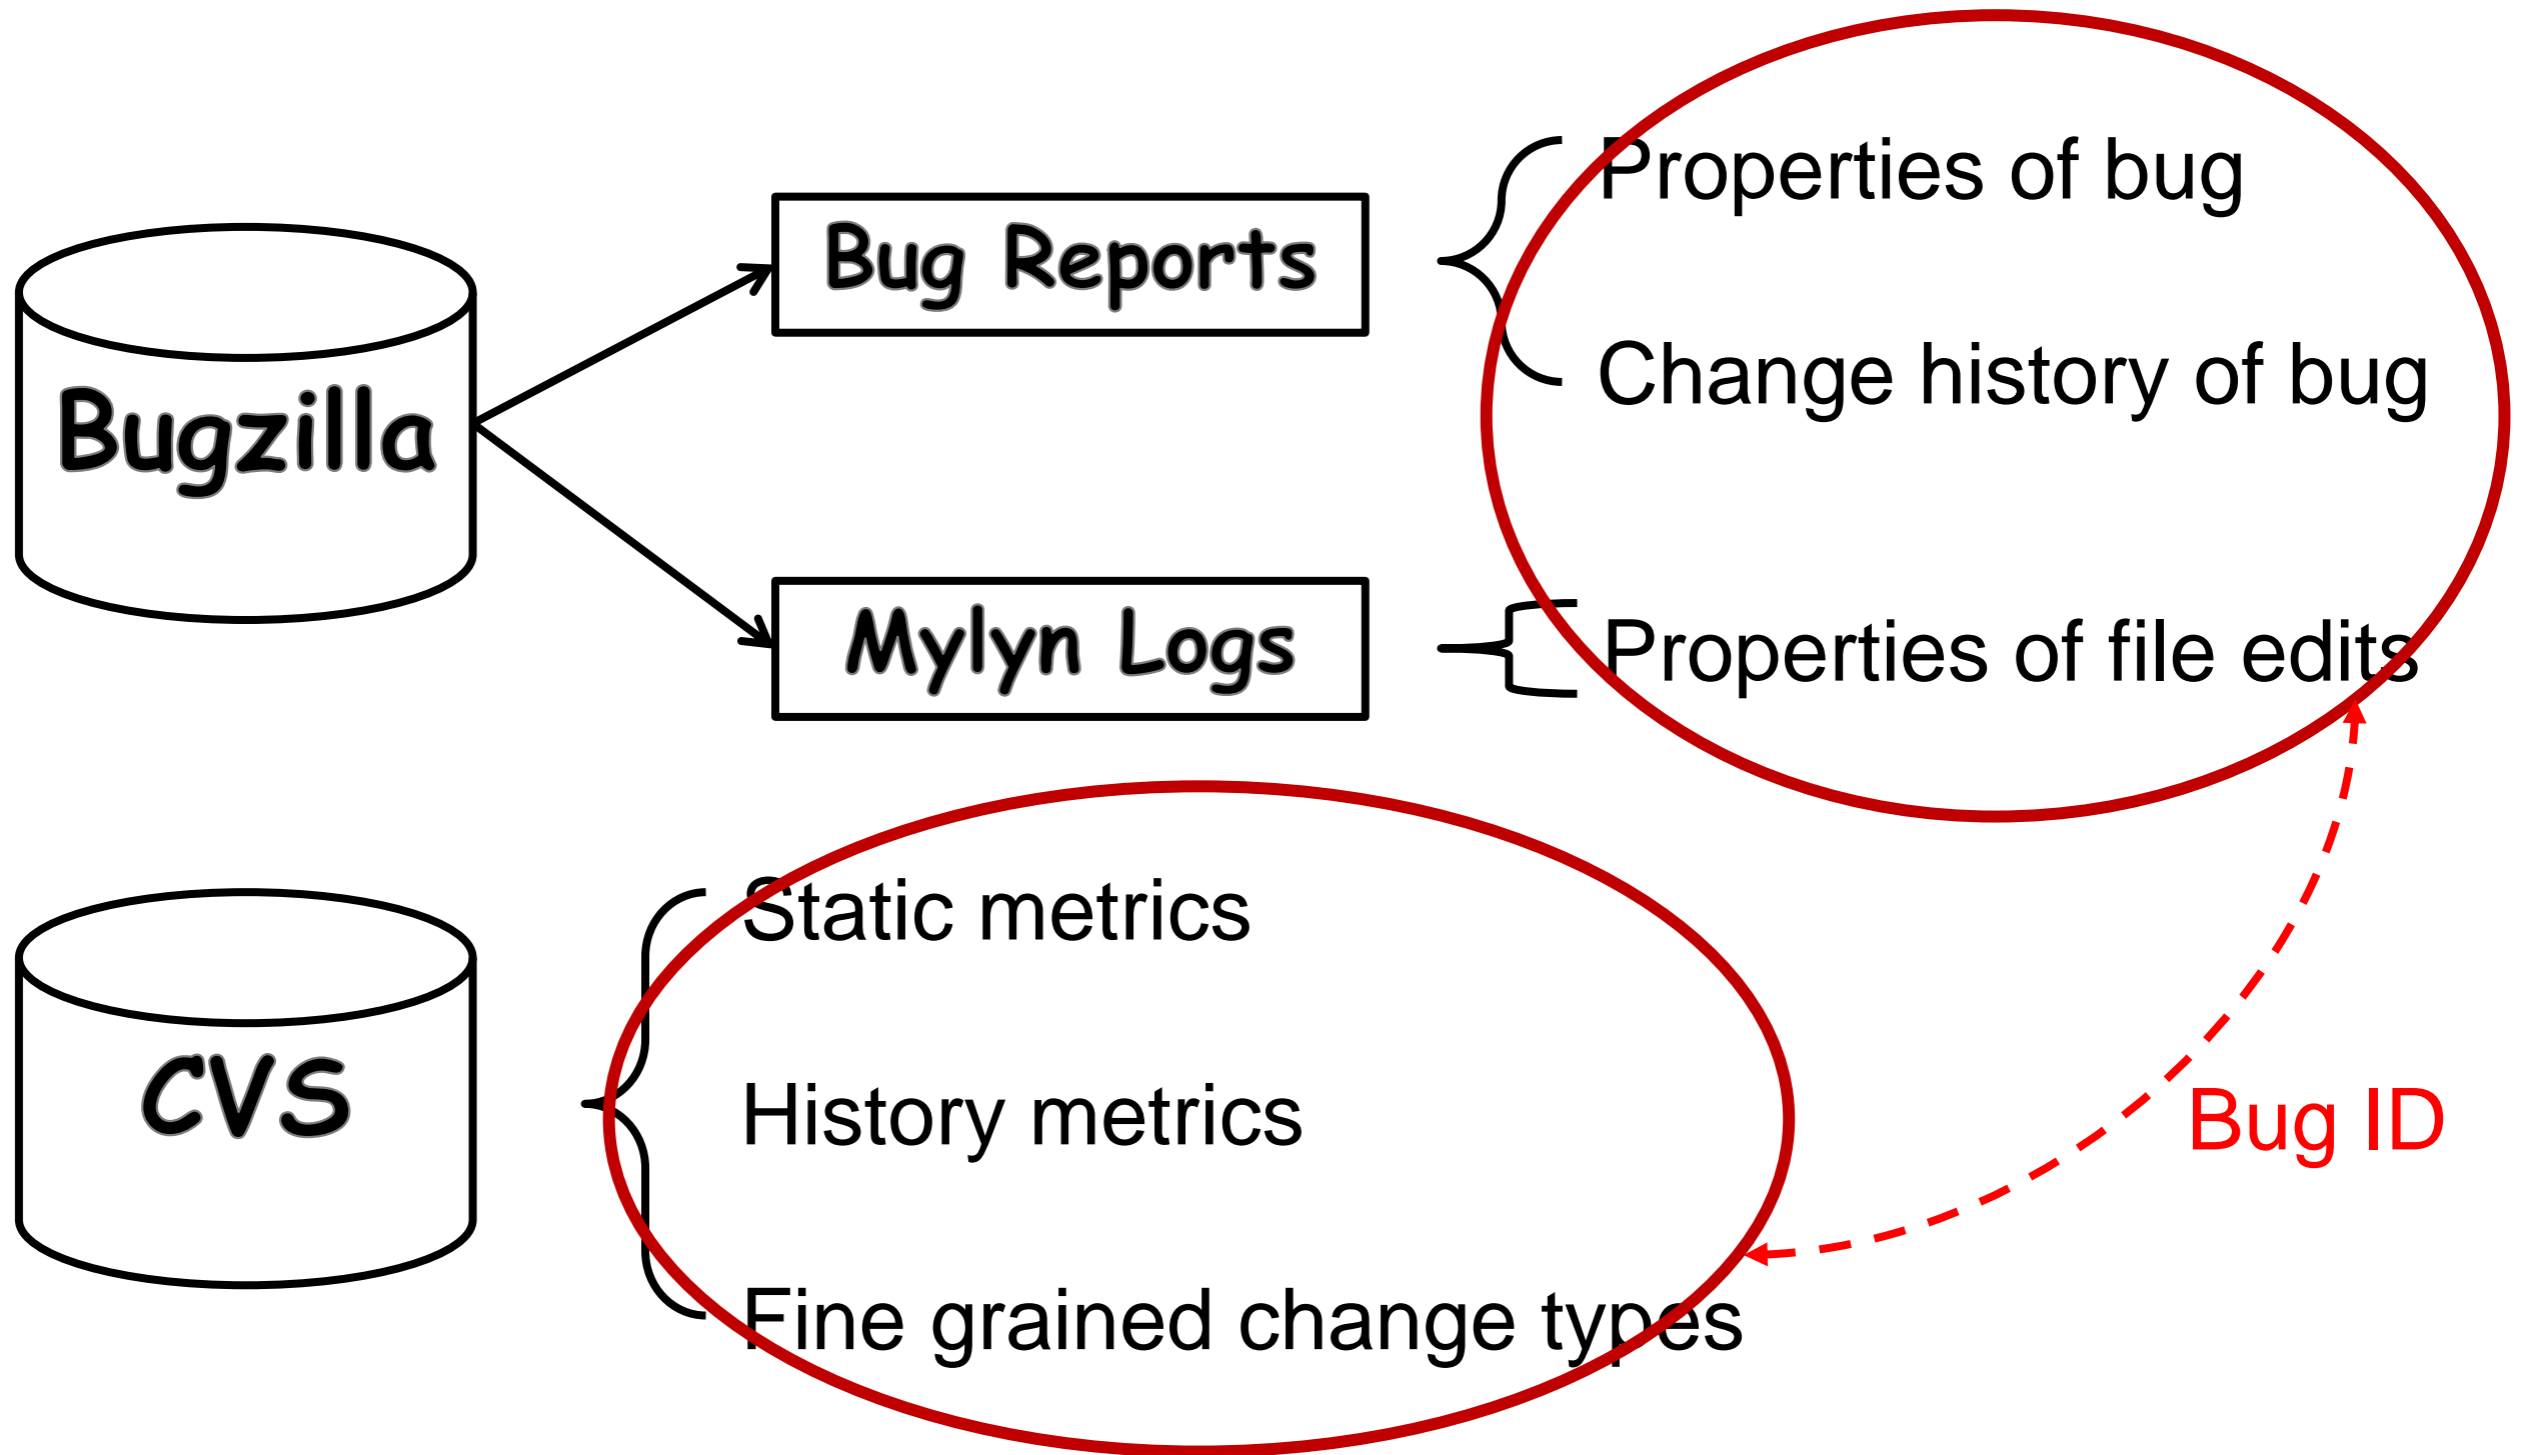 Properties of bug
Bug Reports
Change history of bug
Bugzilla
Mylyn Logs
Properties of file edits
Static metrics
CVS
History metrics
Bug ID
Fine grained change types